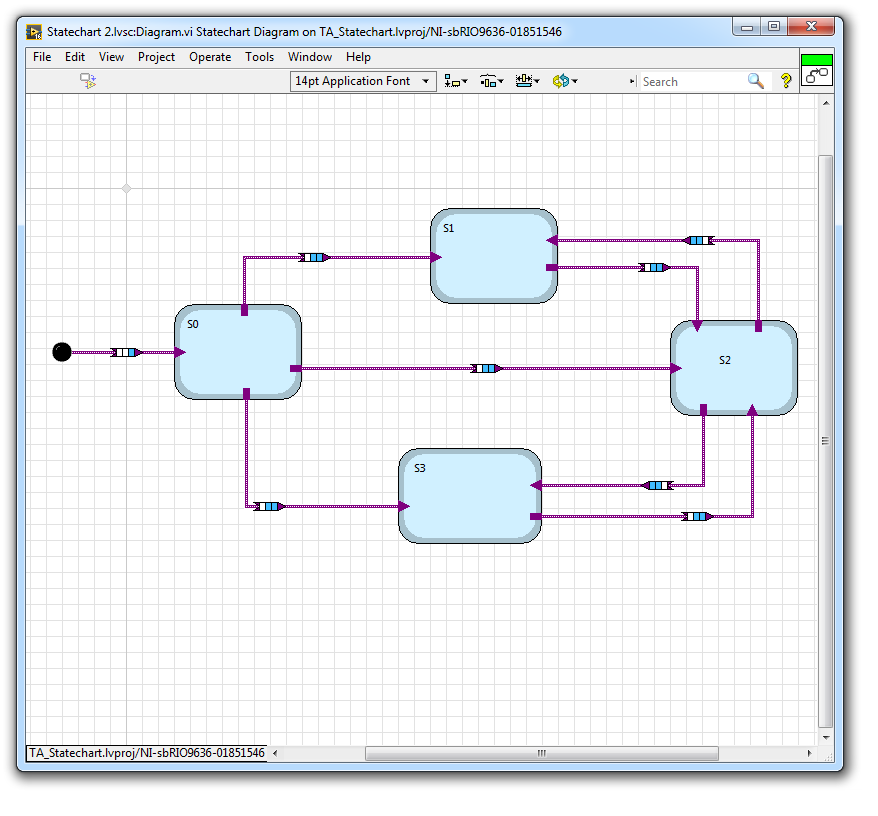 Statechart 2.lvsc:Diagram.vi Statechart Diagram on TA_Statechart.lvproj/NI-sbRIO9636-01851546
File Edit View Project Operate Tools Window Help
14pt Application Font Search ?
S1
S0
S2
S3
TA_Statechart.lvproj/NI-sbRIO9636-01851546